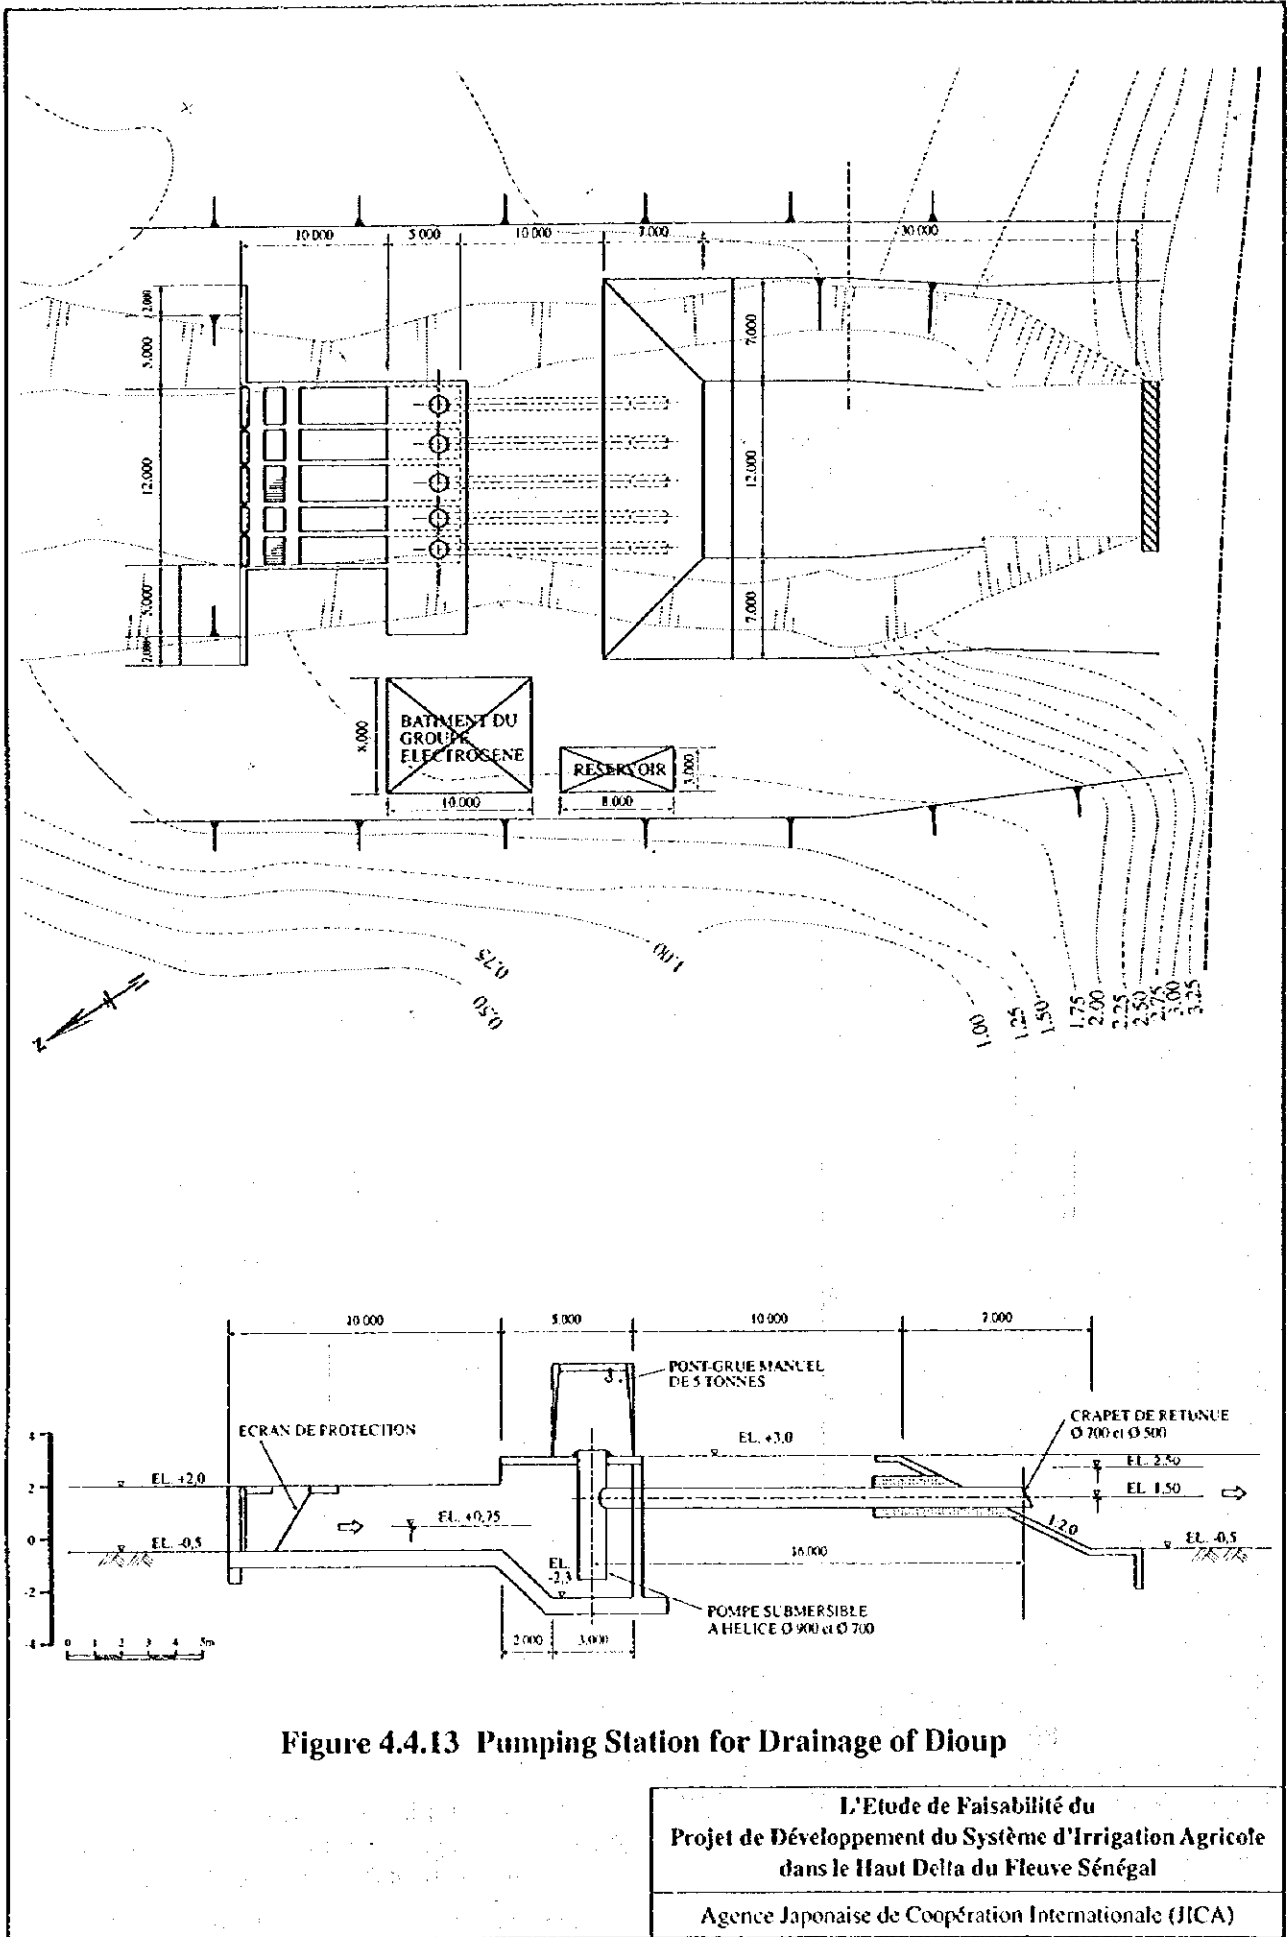 10 000
5 000
10 000
7.000
30 000
2.000
5.000
12.000
5.000
2.000
7.000
12.000
7.000
BATIMENT DU
GROUPE
ELECTROGENE
8.000
10.000
RESERVOIR
3.000
8.000
0.75
0.50
1.00
1.00
1.25
1.50
1.75
2.00
2.25
2.50
2.75
3.00
3.25
N
10 000
5.000
10 000
7.000
PONT-GRUE MANUEL
DE 5 TONNES
ECRAN DE PROTECTION
CRAPET DE RETUNUE
Ø 700 et Ø 500
EL. +3,0
EL. 2.50
EL. 1.50
EL. +2,0
EL. +0,75
EL. -0,5
EL.
-2,3
1:2.0
EL. -0,5
16.000
POMPE SUBMERSIBLE
A HELICE Ø 900 et Ø 700
2 000
3.000
4
2
0
-2
-4
0 1 2 3 4 5m
Figure 4.4.13 Pumping Station for Drainage of Dioup
L'Etude de Faisabilité du
Projet de Développement du Système d'Irrigation Agricole
dans le Haut Delta du Fleuve Sénégal
Agence Japonaise de Coopération Internationale (JICA)